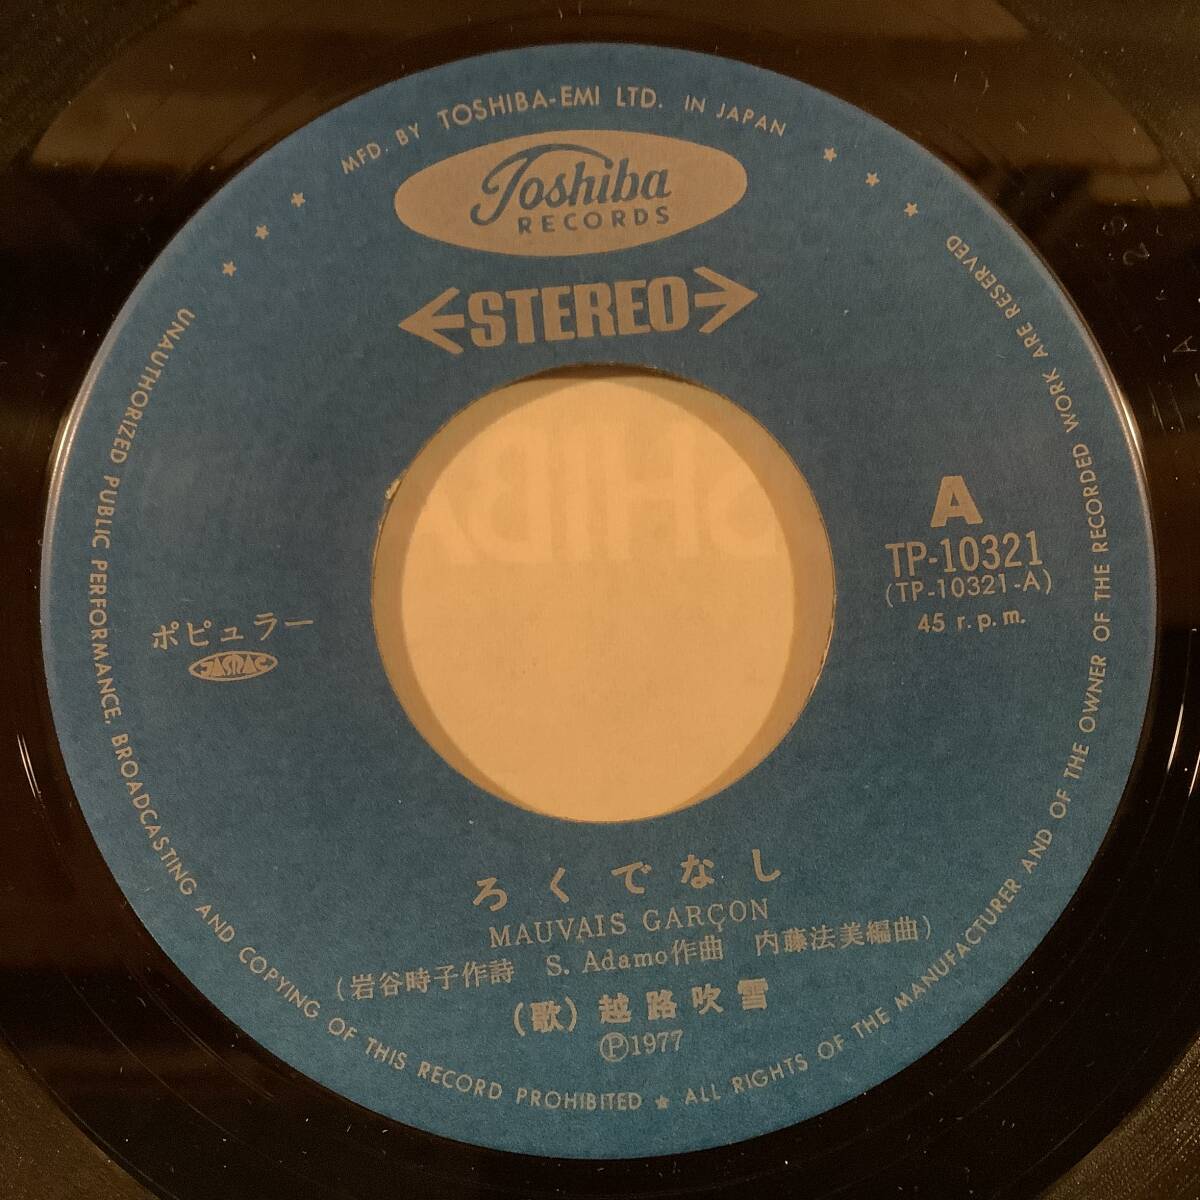 MFD. BY TOSHIBA-EMI LTD. IN JAPAN
Toshiba
RECORDS
STEREO
A
TP-10321
(TP-10321-A)
45 r.p.m.
ポピュラー
JASRAC
ろくでなし
MAUVAIS GARÇON
(岩谷時子作詩 S. Adamo作曲 内藤法美編曲)
(歌) 越路吹雪
Ⓟ1977
UNAUTHORIZED PUBLIC PERFORMANCE, BROADCASTING AND COPYING OF THIS RECORD PROHIBITED ★ ALL RIGHTS OF THE MANUFACTURER AND OF THE OWNER OF THE RECORDED WORK ARE RESERVED